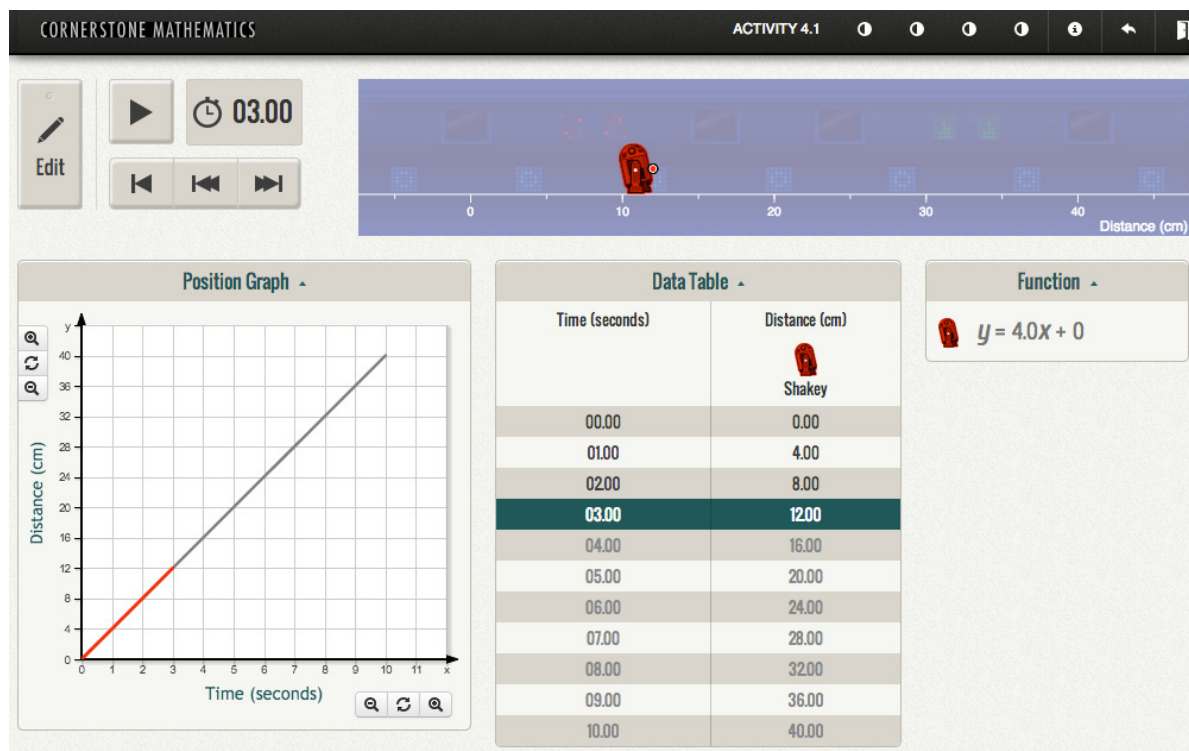 CORNERSTONE MATHEMATICS
ACTIVITY 4.1
Edit
03.00
0 10 20 30 40
Distance (cm)
Position Graph
y
40
36
32
28
24
20
16
12
8
4
0
Distance (cm)
0 1 2 3 4 5 6 7 8 9 10 11 x
Time (seconds)
Data Table
Time (seconds) Distance (cm)
Shakey
00.00 0.00
01.00 4.00
02.00 8.00
03.00 12.00
04.00 16.00
05.00 20.00
06.00 24.00
07.00 28.00
08.00 32.00
09.00 36.00
10.00 40.00
Function
y = 4.0x + 0